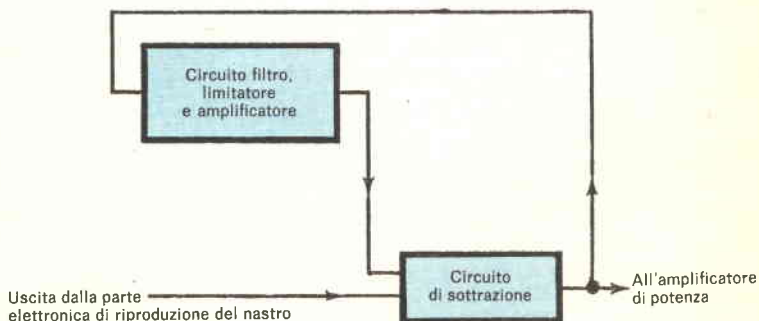 Circuito filtro,
limitatore
e amplificatore
Circuito
di sottrazione
All'amplificatore
di potenza
Uscita dalla parte
elettronica di riproduzione del nastro